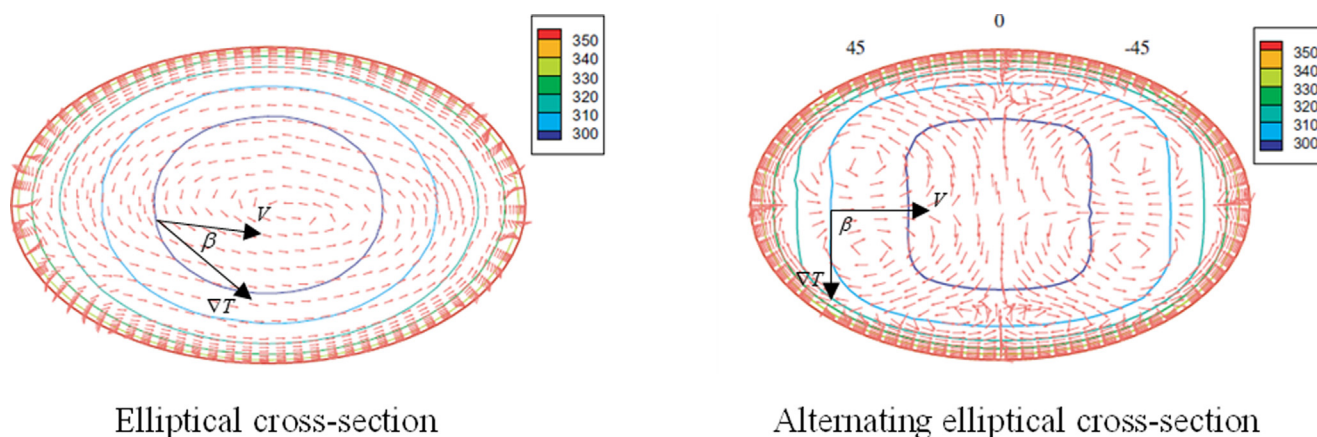 350
340
330
320
310
300
V
β
∇T
Elliptical cross-section
0
45
-45
350
340
330
320
310
300
V
β
∇T
Alternating elliptical cross-section